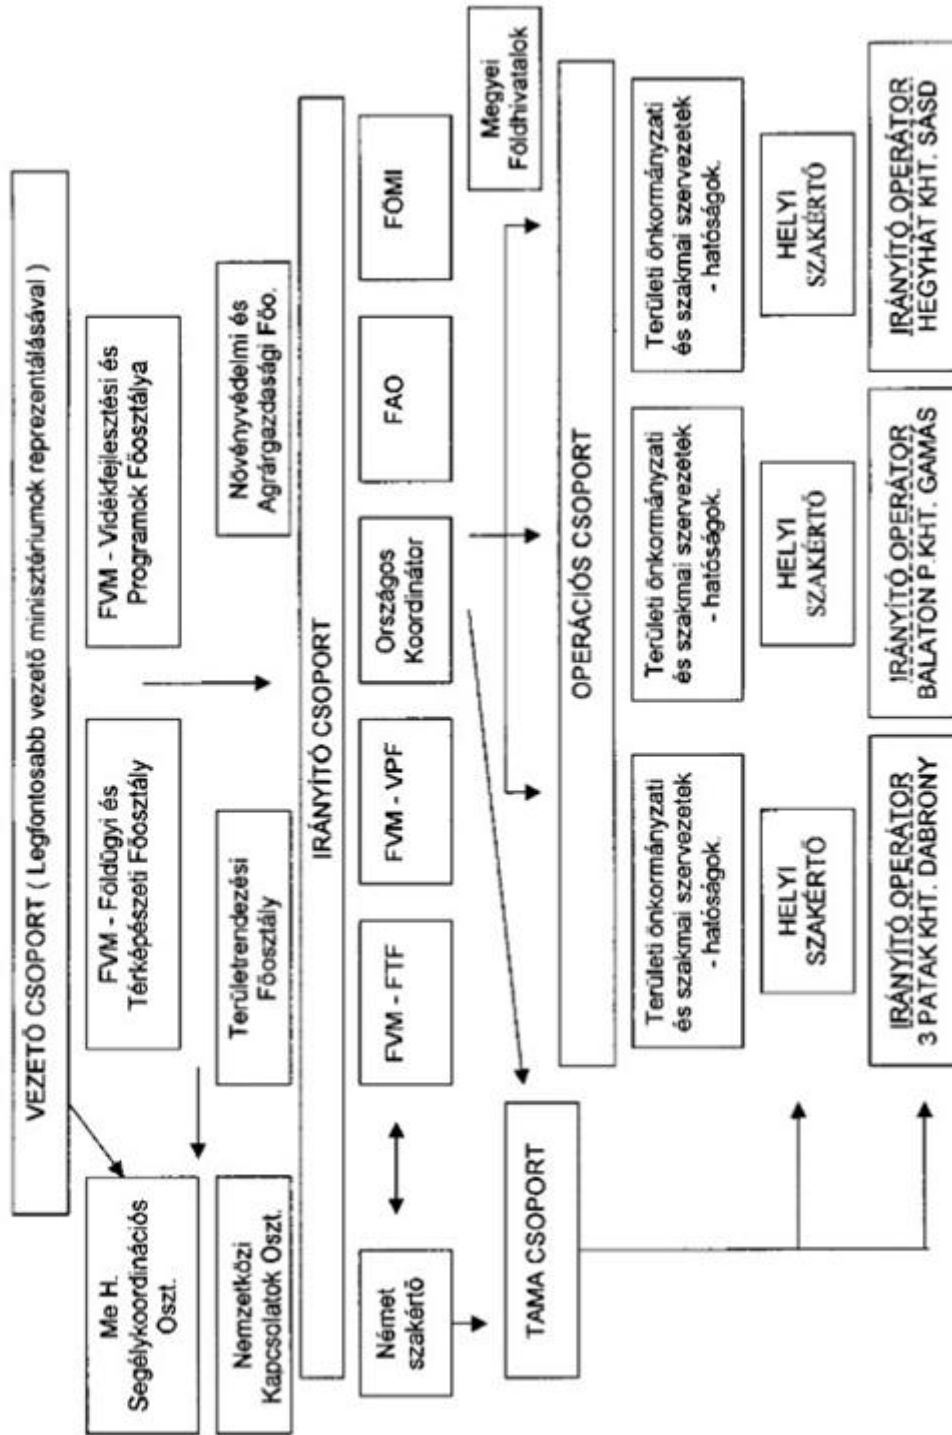 VEZETŐ CSOPORT ( Legfontosabb vezető minisztériumok reprezentálásával )
Me H.
Segélykoordinációs
Oszt.
FVM - Földügyi és
Térképészeti Főosztály
FVM - Vidékfejlesztési és
Programok Főosztálya
Nemzetközi
Kapcsolatok Oszt.
Területrendezési
Főosztály
Növényvédelmi és
Agrárgazdasági Főo.
IRÁNYÍTÓ CSOPORT
Német
szakértő
FVM - FTF
FVM - VPF
Országos
Koordinátor
FAO
FÖMI
Megyei
Földhivatalok
TAMA CSOPORT
OPERÁCIÓS CSOPORT
Területi önkormányzati
és szakmai szervezetek
- hatóságok.
Területi önkormányzati
és szakmai szervezetek
- hatóságok.
Területi önkormányzati
és szakmai szervezetek
- hatóságok.
HELYI
SZAKÉRTŐ
HELYI
SZAKÉRTŐ
HELYI
SZAKÉRTŐ
IRÁNYÍTÓ OPERÁTOR
3 PATAK KHT. DABRONY
IRÁNYÍTÓ OPERÁTOR
BALATON P.KHT. GAMÁS
IRÁNYÍTÓ OPERÁTOR
HEGYHÁT KHT. SÁSD